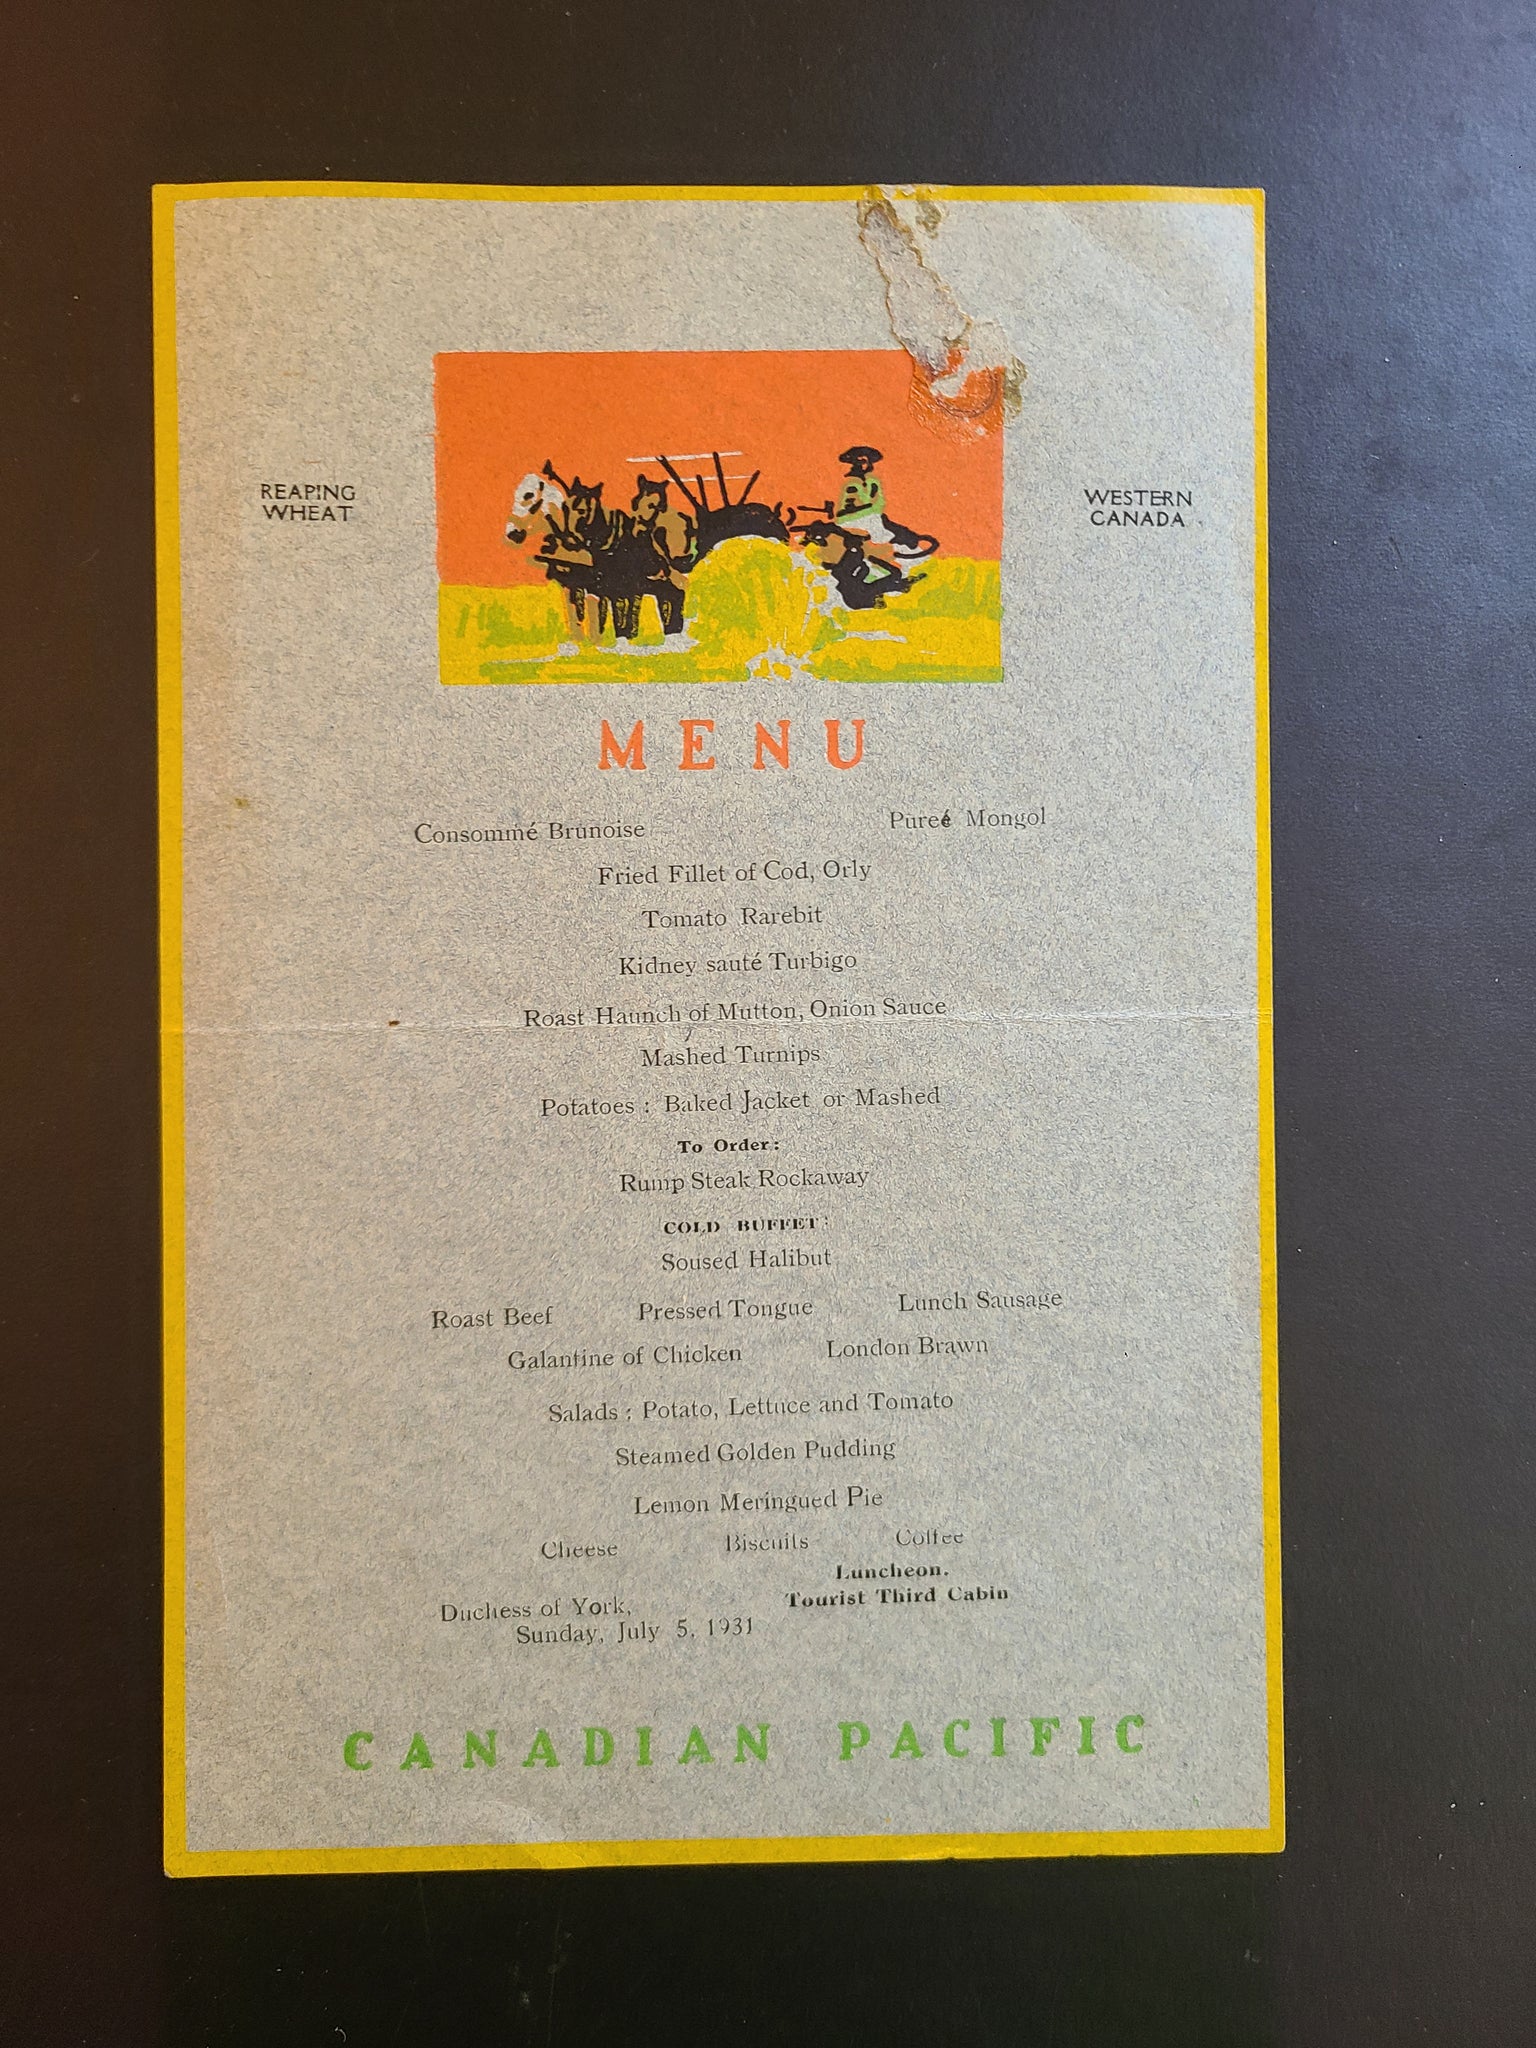 REAPING
WHEAT
WESTERN
CANADA
MENU
Consommé Brunoise Pureé Mongol
Fried Fillet of Cod, Orly
Tomato Rarebit
Kidney sauté Turbigo
Roast Haunch of Mutton, Onion Sauce
Mashed Turnips
Potatoes : Baked Jacket or Mashed
To Order:
Rump Steak Rockaway
COLD BUFFET:
Soused Halibut
Roast Beef Pressed Tongue Lunch Sausage
Galantine of Chicken London Brawn
Salads : Potato, Lettuce and Tomato
Steamed Golden Pudding
Lemon Meringued Pie
Cheese Biscuits Coffee
Luncheon.
Tourist Third Cabin
Duchess of York,
Sunday, July 5, 1931
CANADIAN PACIFIC